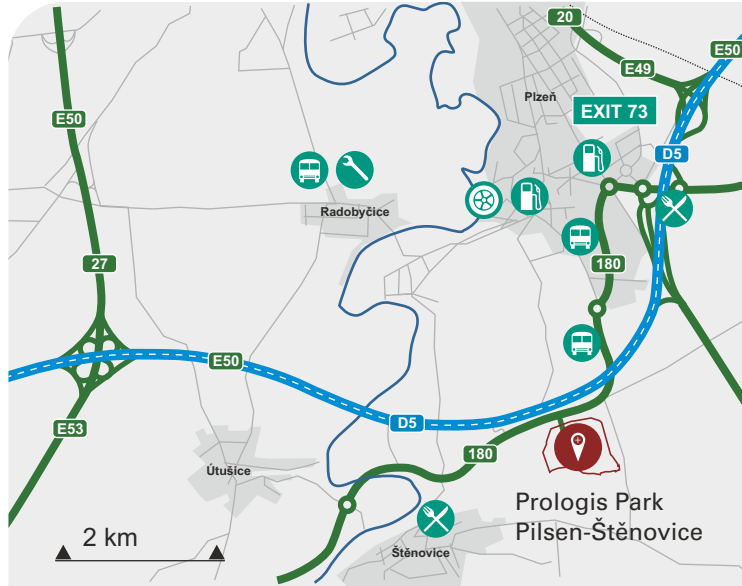 20
E50
E49
Plzeň
EXIT 73
E50
D5
Radobyčice
27
180
E50
D5
E53
180
Útušice
Prologis Park
Pilsen-Štěnovice
2 km
Štěnovice